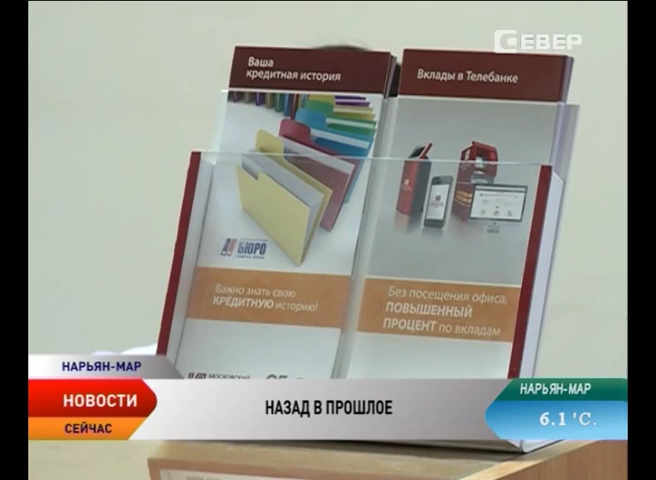 СЕВЕР
Ваша
кредитная история
Вклады в Телебанке
БЮРО
Важно знать свою
КРЕДИТНУЮ историю!
Без посещения офиса,
ПОВЫШЕННЫЙ
ПРОЦЕНТ по вкладам
МОСКОВСКИЙ
НАРЬЯН-МАР
НОВОСТИ
СЕЙЧАС
НАЗАД В ПРОШЛОЕ
НАРЬЯН-МАР
6.1 'С.